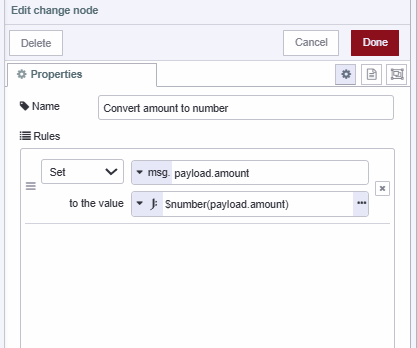 Edit change node
Delete
Cancel
Done
Properties
Name
Convert amount to number
Rules
Set
msg. payload.amount
to the value
J: $number(payload.amount)